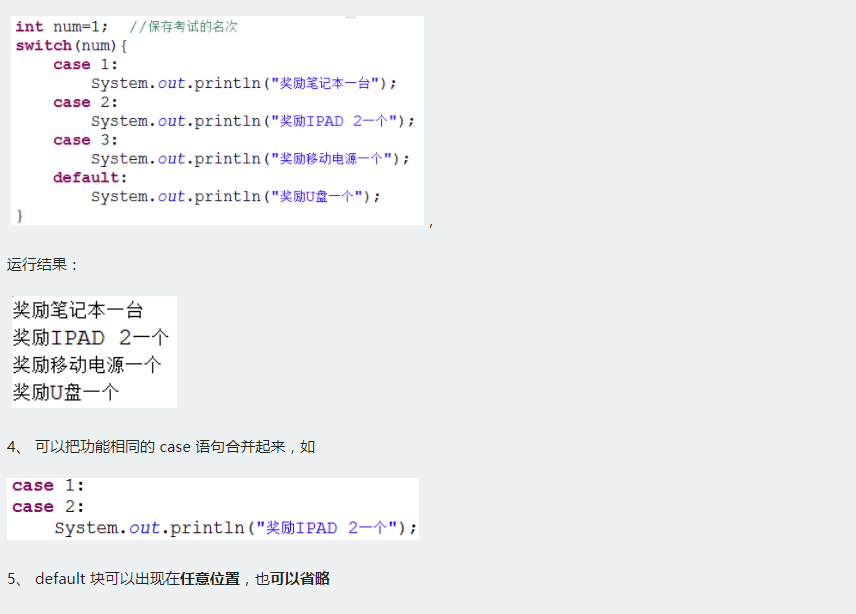 int num=1;  //保存考试的名次
switch(num){
    case 1:
        System.out.println("奖励笔记本一台");
    case 2:
        System.out.println("奖励IPAD 2一个");
    case 3:
        System.out.println("奖励移动电源一个");
    default:
        System.out.println("奖励U盘一个");
}
,
运行结果：
奖励笔记本一台
奖励IPAD 2一个
奖励移动电源一个
奖励U盘一个
4、 可以把功能相同的 case 语句合并起来，如
case 1:
case 2:
    System.out.println("奖励IPAD 2一个");
5、 default 块可以出现在任意位置，也可以省略